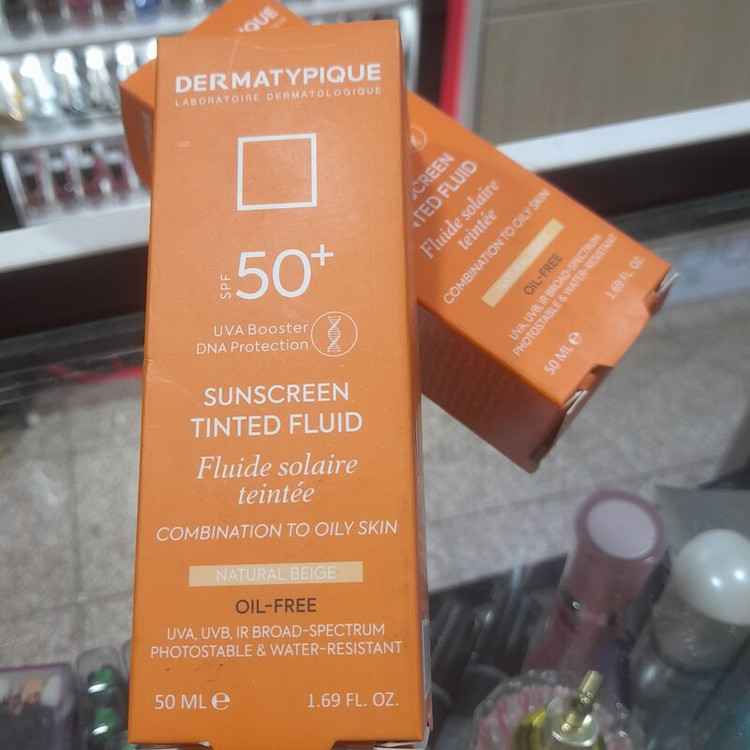 DERMATYPIQUE
LABORATOIRE DERMATOLOGIQUE
SPF 50+
UVA Booster
DNA Protection
SUNSCREEN
TINTED FLUID
Fluide solaire
teintée
COMBINATION TO OILY SKIN
NATURAL BEIGE
OIL-FREE
UVA, UVB, IR BROAD-SPECTRUM
PHOTOSTABLE & WATER-RESISTANT
50 ML e
1.69 FL. OZ.
IQUE
SCREEN
NTED FLUID
Fluide solaire
teintée
COMBINATION TO OILY SKIN
OIL-FREE
UVA, UVB, IR BROAD-SPECTRUM
PHOTOSTABLE & WATER-RESISTANT
50 ML e
1.69 FL. OZ.